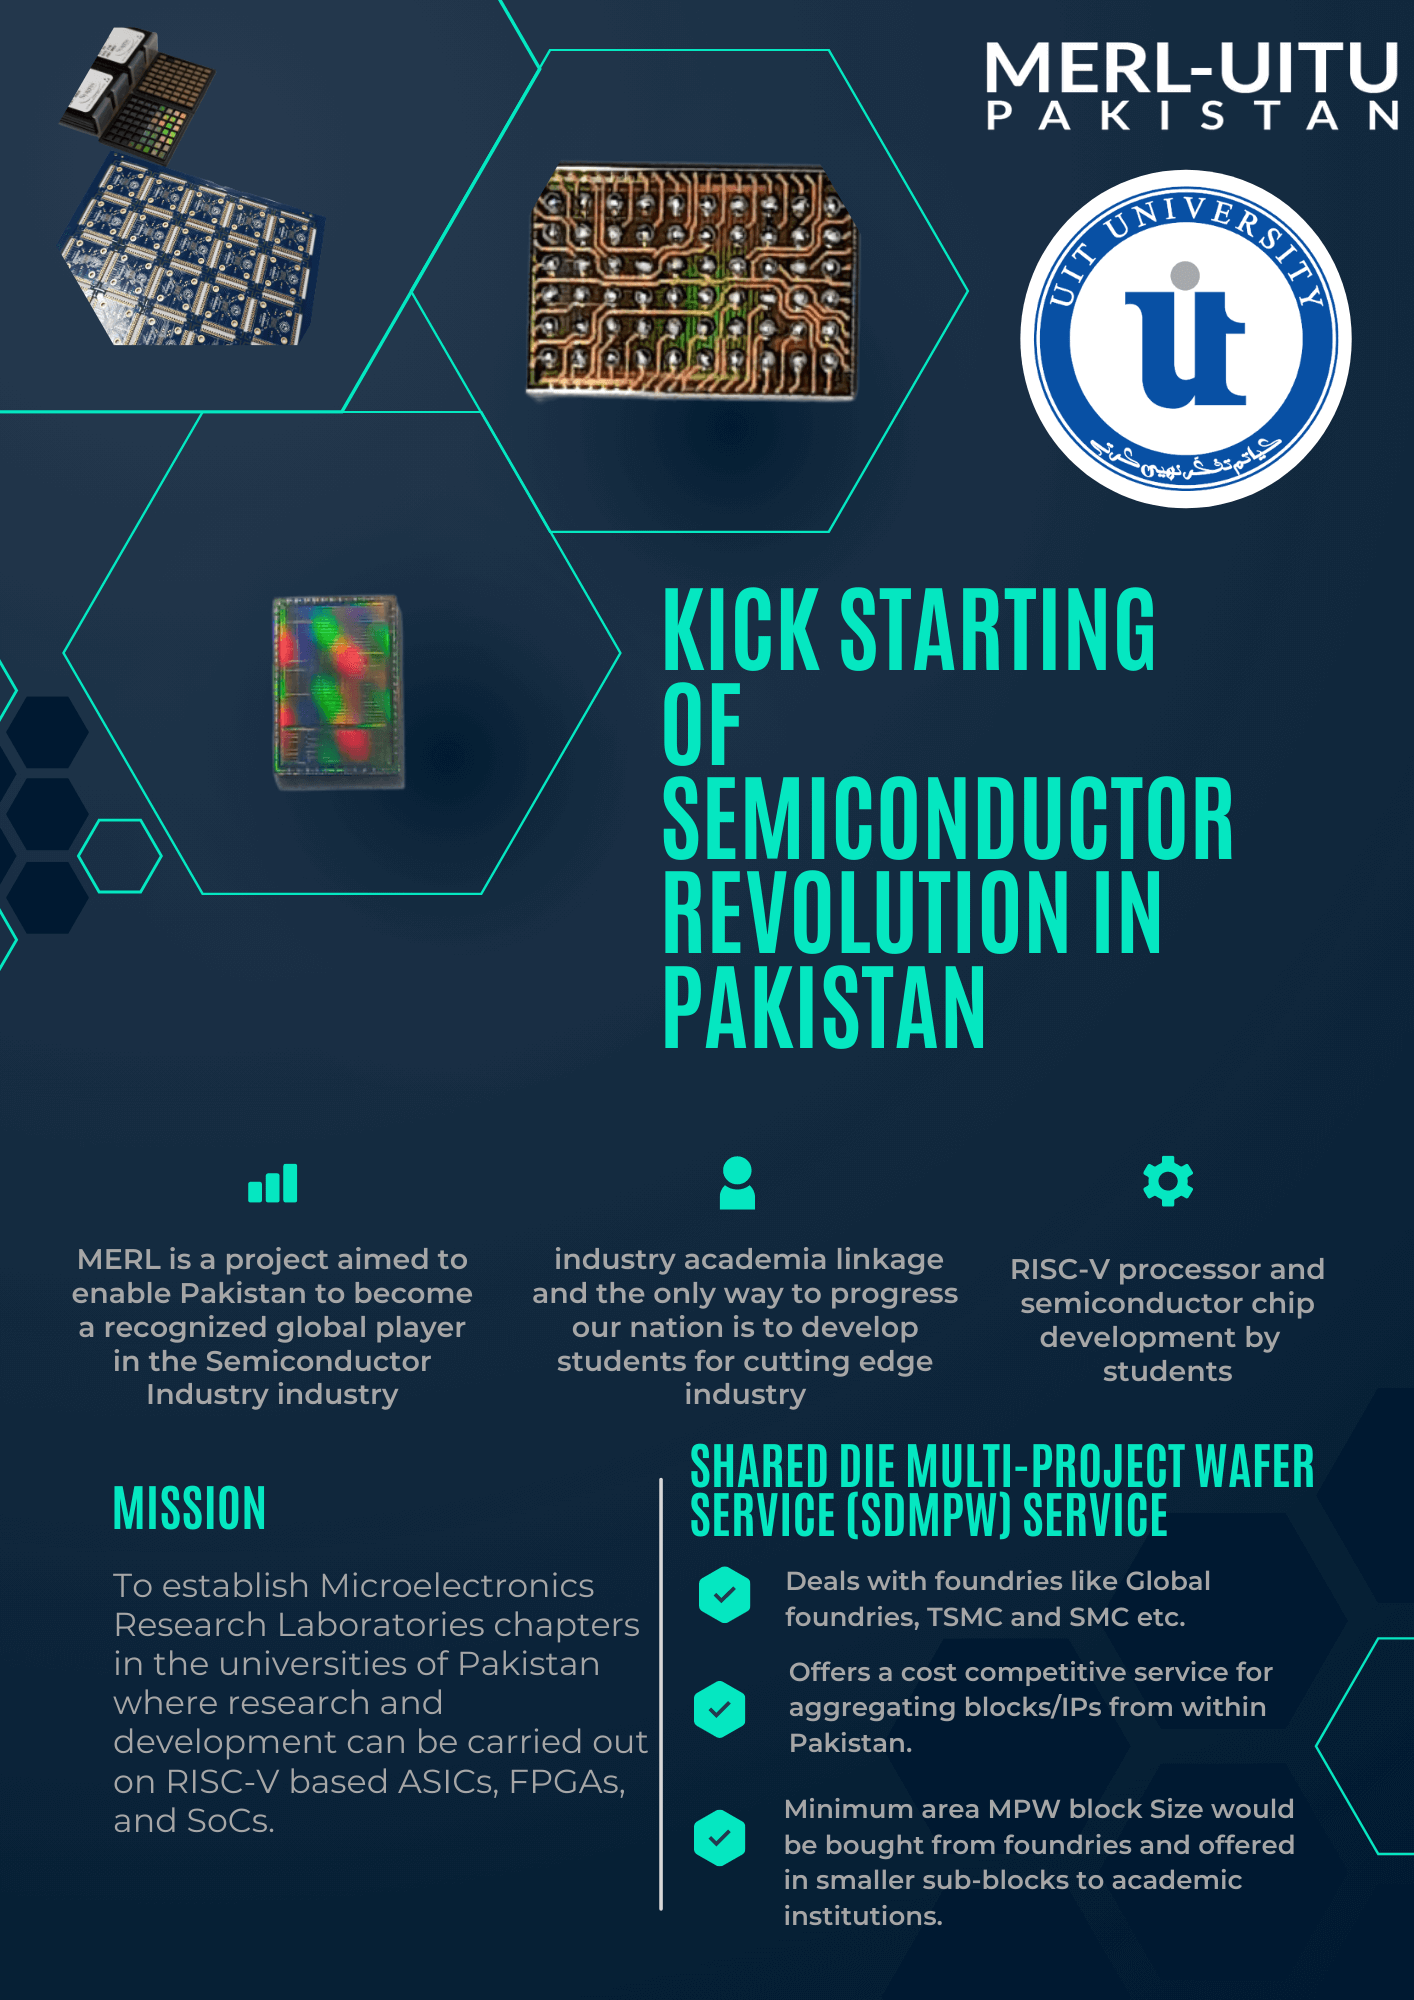 MERL-UITU
PAKISTAN
UIT UNIVERSITY
کیا تم تفکر نہیں کرتے
KICK STARTING
OF
SEMICONDUCTOR
REVOLUTION IN
PAKISTAN
MERL is a project aimed to
enable Pakistan to become
a recognized global player
in the Semiconductor
Industry industry
industry academia linkage
and the only way to progress
our nation is to develop
students for cutting edge
industry
RISC-V processor and
semiconductor chip
development by
students
MISSION
To establish Microelectronics
Research Laboratories chapters
in the universities of Pakistan
where research and
development can be carried out
on RISC-V based ASICs, FPGAs,
and SoCs.
SHARED DIE MULTI-PROJECT WAFER
SERVICE (SDMPW) SERVICE
Deals with foundries like Global
foundries, TSMC and SMC etc.
Offers a cost competitive service for
aggregating blocks/IPs from within
Pakistan.
Minimum area MPW block Size would
be bought from foundries and offered
in smaller sub-blocks to academic
institutions.